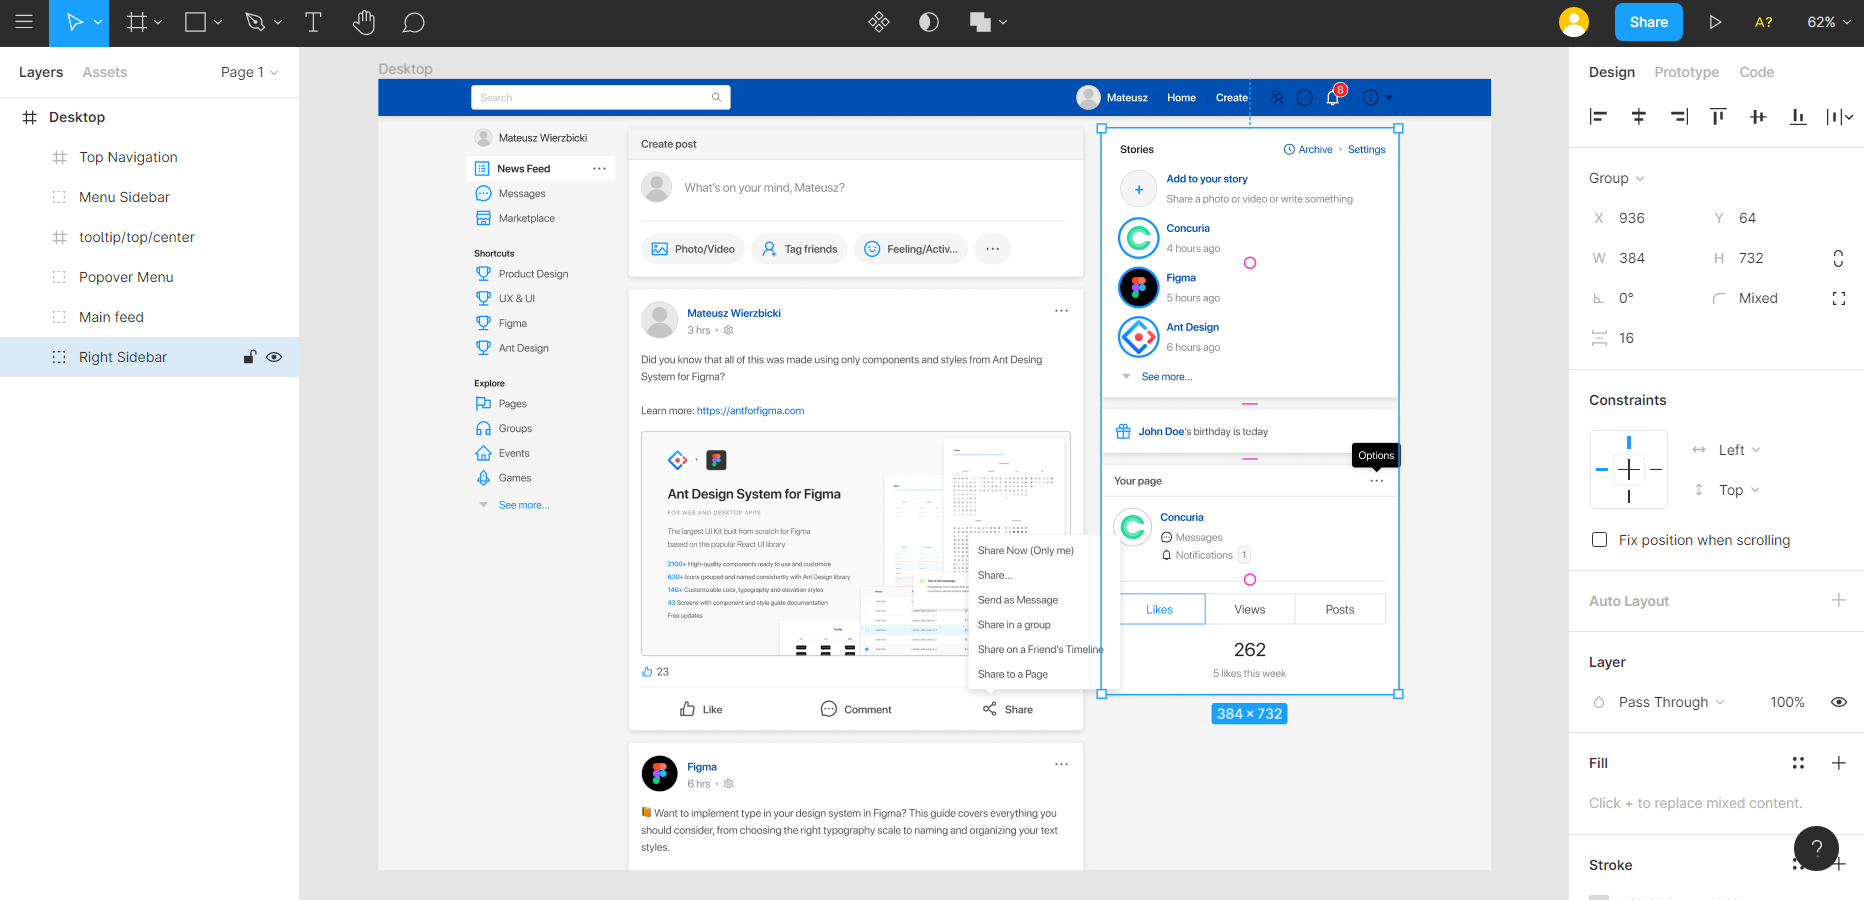 Share
A?
62%
Layers
Assets
Page 1
Desktop
Top Navigation
Menu Sidebar
tooltip/top/center
Popover Menu
Main feed
Right Sidebar
Desktop
Search
Mateusz
Home
Create
8
Mateusz Wierzbicki
News Feed
Messages
Marketplace
Shortcuts
Product Design
UX & UI
Figma
Ant Design
Explore
Pages
Groups
Events
Games
See more...
Create post
What's on your mind, Mateusz?
Photo/Video
Tag friends
Feeling/Activ...
Mateusz Wierzbicki
3 hrs
Did you know that all of this was made using only components and styles from Ant Desing
System for Figma?
Learn more: https://antforfigma.com
Ant Design System for Figma
FOR WEB AND DESKTOP APPS
The largest UI Kit built from scratch for Figma
based on the popular React UI library
2100+ High-quality components ready to use and customize
630+ Icons grouped and named consistently with Ant Design library
140+ Customizable color, typography and elevation styles
43 Screens with component and style guide documentation
Free updates
23
Like
Comment
Share
Share Now (Only me)
Share...
Send as Message
Share in a group
Share on a Friend's Timeline
Share to a Page
Figma
6 hrs
Want to implement type in your design system in Figma? This guide covers everything you
should consider, from choosing the right typography scale to naming and organizing your text
styles.
Stories
Archive • Settings
Add to your story
Share a photo or video or write something
Concuria
4 hours ago
Figma
5 hours ago
Ant Design
6 hours ago
See more...
John Doe's birthday is today
Options
Your page
Concuria
Messages
Notifications 1
Likes
Views
Posts
262
5 likes this week
384 × 732
Design
Prototype
Code
Group
X 936
Y 64
W 384
H 732
0°
Mixed
16
Constraints
Left
Top
Fix position when scrolling
Auto Layout
Layer
Pass Through
100%
Fill
Click + to replace mixed content.
Stroke
?